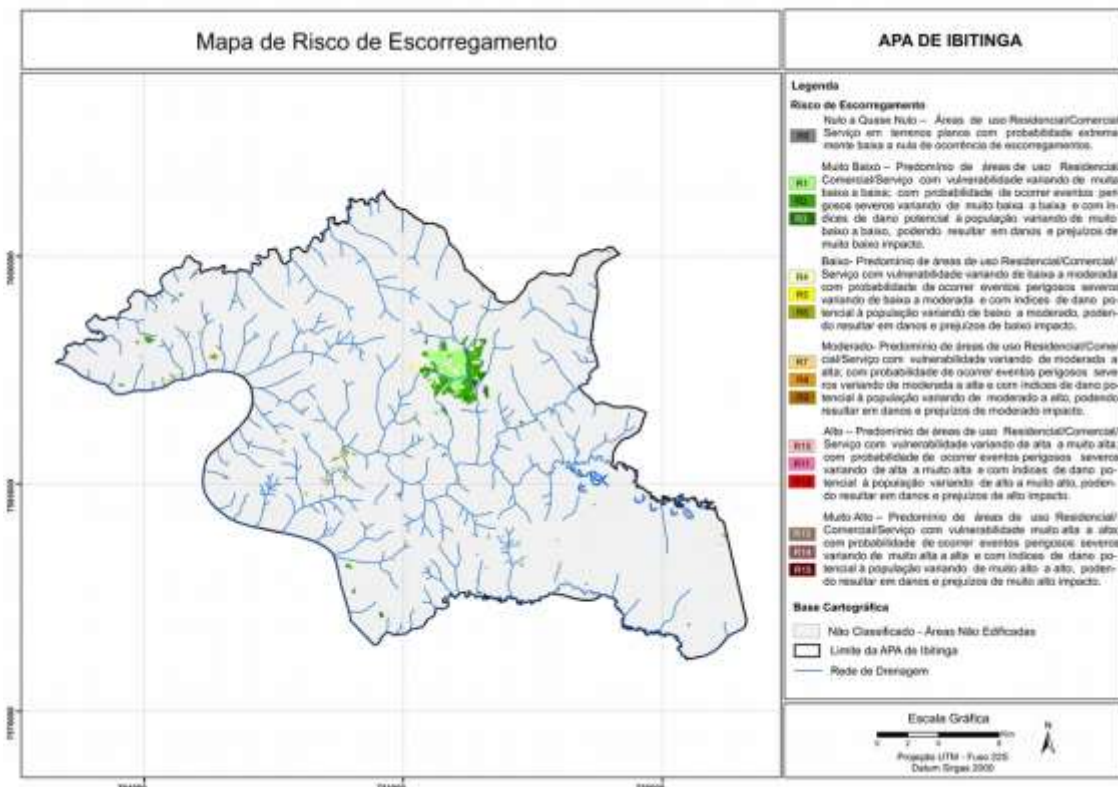 Mapa de Risco de Escorregamento
APA DE IBITINGA
Legenda
Risco de Escorregamento
R0
Nulo a Quase Nulo – Áreas de uso Residencial/Comercial/
Serviço em terrenos planos com probabilidade extrema
mente baixa a nula de ocorrência de escorregamentos.
R1
R2
R3
Muito Baixo – Predomínio de áreas de uso Residencial
Comercial/Serviço com vulnerabilidade variando de muita
baixo a baixa; com probabilidade de ocorrer eventos peri
gosos severos variando de muito baixa a baixa e com ín-
dices de dano potencial à população variando de muito
baixo a baixo, podendo resultar em danos e prejuízos de
muito baixo impacto.
R4
R5
R6
Baixo- Predomínio de áreas de uso Residencial/Comercial/
Serviço com vulnerabilidade variando de baixa a moderada
com probabilidade de ocorrer eventos perigosos severos
variando de baixa a moderada e com índices de dano po-
tencial à população variando de baixo a moderado, poden-
do resultar em danos e prejuízos de baixo impacto.
R7
R8
R9
Moderado- Predomínio de áreas de uso Residencial/Comer
cial/Serviço com vulnerabilidade variando de moderada a
alta; com probabilidade de ocorrer eventos perigosos seve
ros variando de moderada a alta e com índices de dano po
tencial à população variando de moderado a alto, podendo
resultar em danos e prejuízos de moderado impacto.
R10
R11
R12
Alto – Predomínio de áreas de uso Residencial/Comercial/
Serviço com vulnerabilidade variando de alta a muito alta;
com probabilidade de ocorrer eventos perigosos severos
variando de alta a muito alta e com índices de dano po-
tencial à população variando de alto a muito alto, poden-
do resultar em danos e prejuízos de alto impacto.
R13
R14
R15
Muito Alto – Predomínio de áreas de uso Residencial/
Comercial/Serviço com vulnerabilidade muito alta a alta;
com probabilidade de ocorrer eventos perigosos severos
variando de muito alta a alta e com índices de dano po-
tencial à população variando de muito alto a alto, poden-
do resultar em danos e prejuízos de muito alto impacto.
Base Cartográfica
Não Classificado - Áreas Não Edificadas
Limite da APA de Ibitinga
Rede de Drenagem
Escala Gráfica
N
Projeção UTM - Fuso 22S
Datum Sirgas 2000